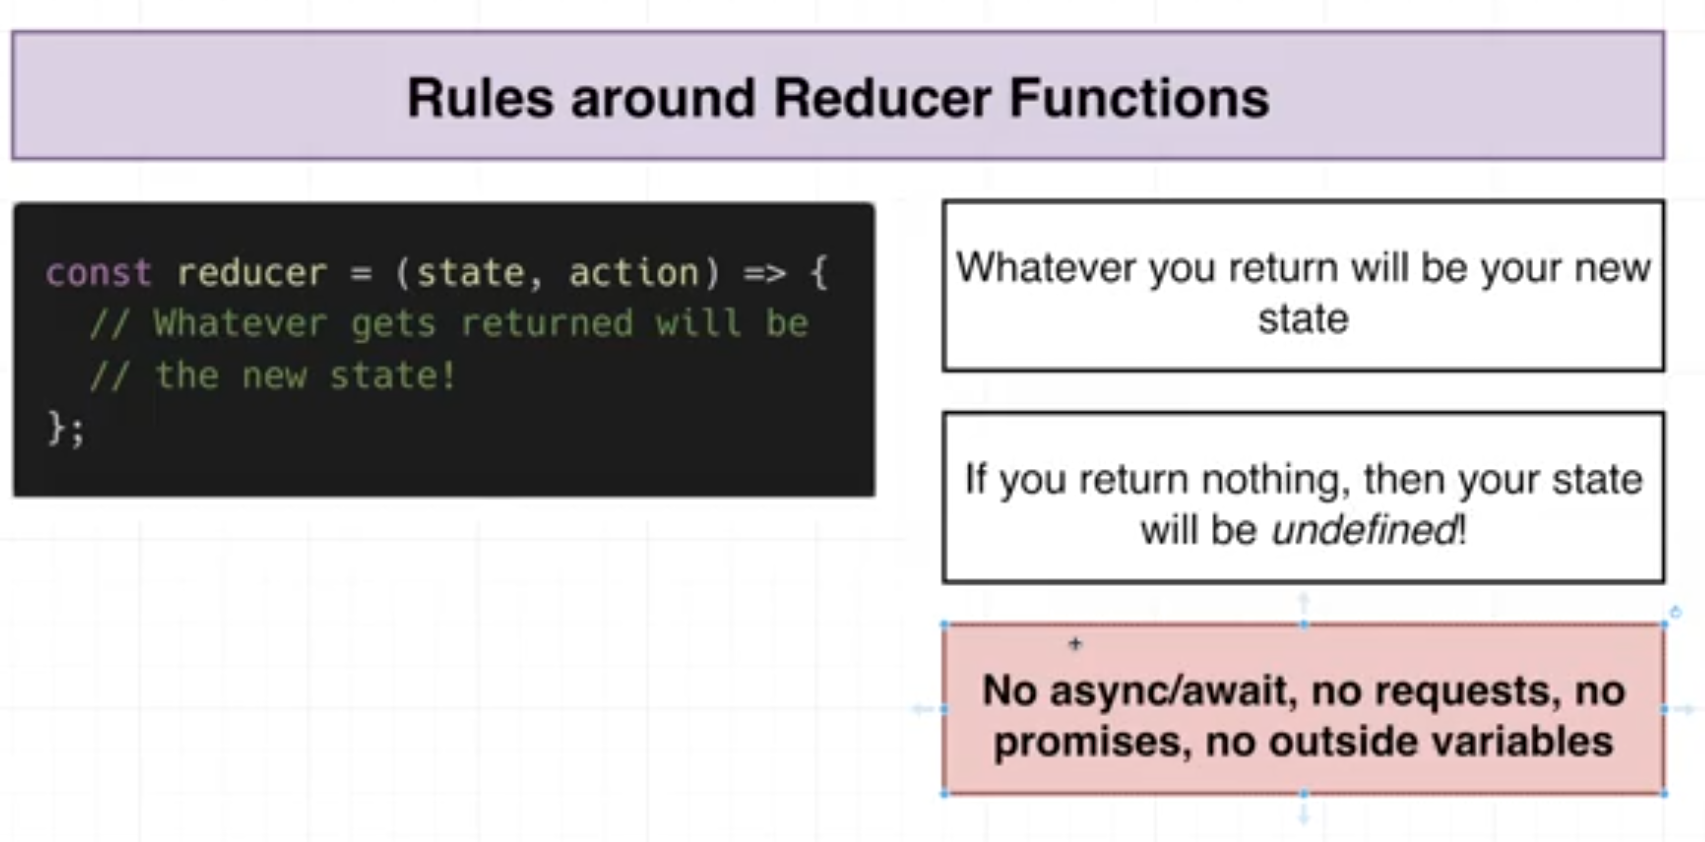 Rules around Reducer Functions
const reducer = (state, action) => {
  // Whatever gets returned will be
  // the new state!
};
Whatever you return will be your new
state
If you return nothing, then your state
will be undefined!
No async/await, no requests, no
promises, no outside variables